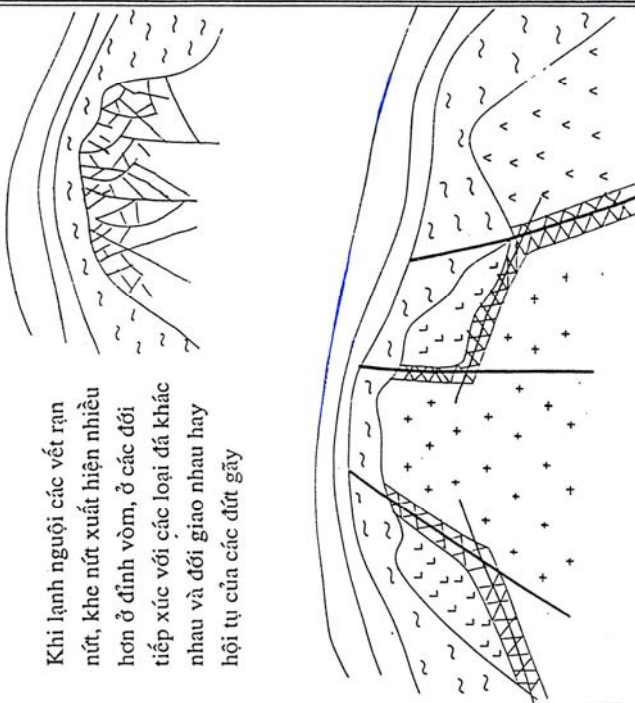 Khi lạnh nguội các vết rạn
nứt, khe nứt xuất hiện nhiều
hơn ở đỉnh vòm, ở các đới
tiếp xúc với các loại đá khác
nhau và đới giao nhau hay
hội tụ của các đứt gãy